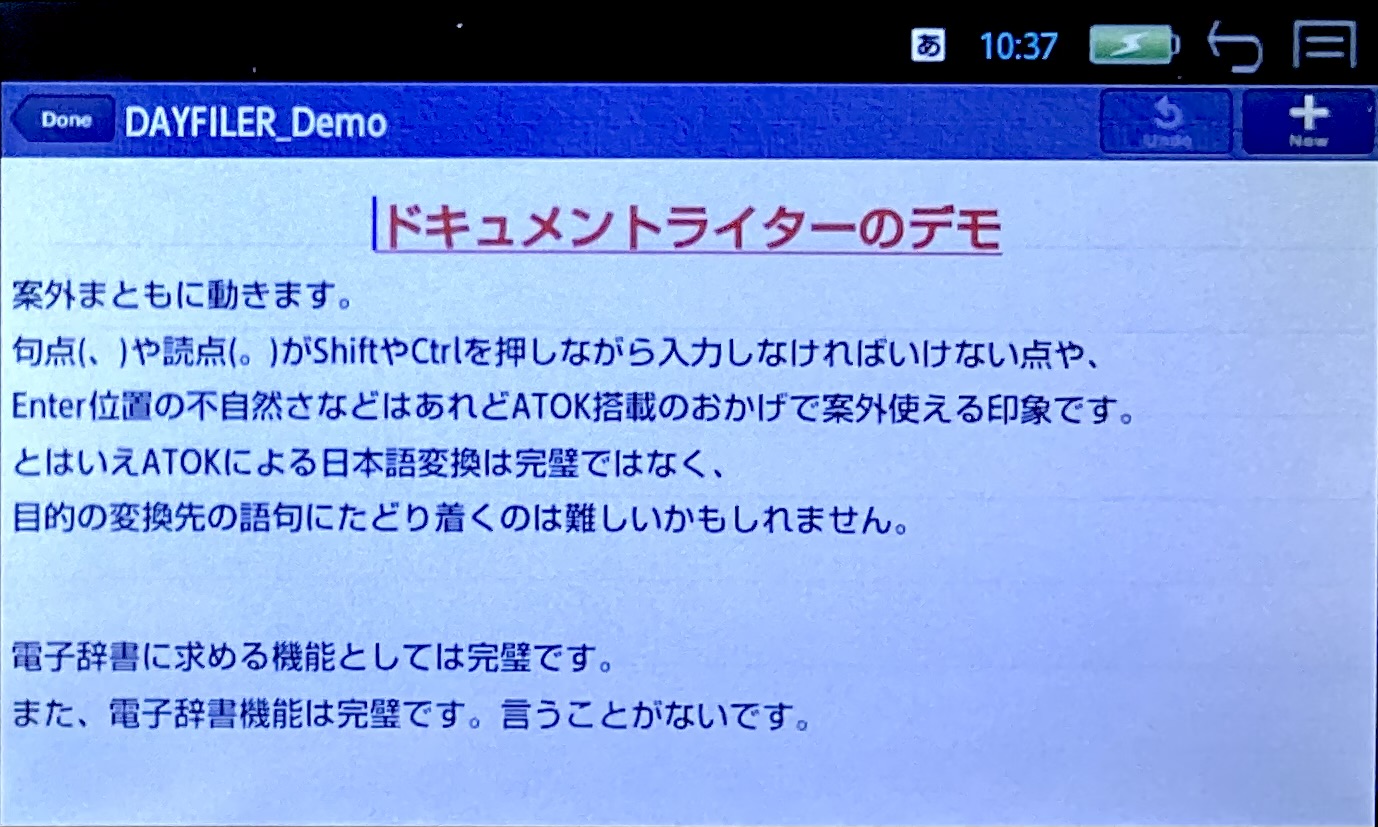 あ 10:37
Done DAYFILER_Demo Undo New
ドキュメントライターのデモ
案外まともに動きます。
句点(、)や読点(。)がShiftやCtrlを押しながら入力しなければいけない点や、
Enter位置の不自然さなどはあれどATOK搭載のおかげで案外使える印象です。
とはいえATOKによる日本語変換は完璧ではなく、
目的の変換先の語句にたどり着くのは難しいかもしれません。
電子辞書に求める機能としては完璧です。
また、電子辞書機能は完璧です。言うことがないです。